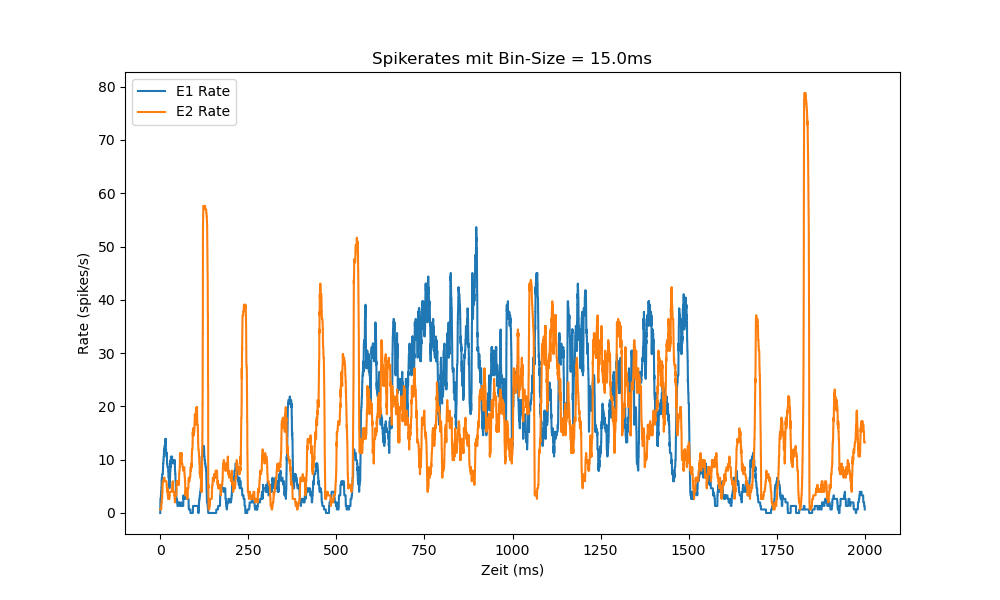 Spikerates mit Bin-Size = 15.0ms
E1 Rate
E2 Rate
80
70
60
50
40
30
20
10
0
Rate (spikes/s)
0 250 500 750 1000 1250 1500 1750 2000
Zeit (ms)